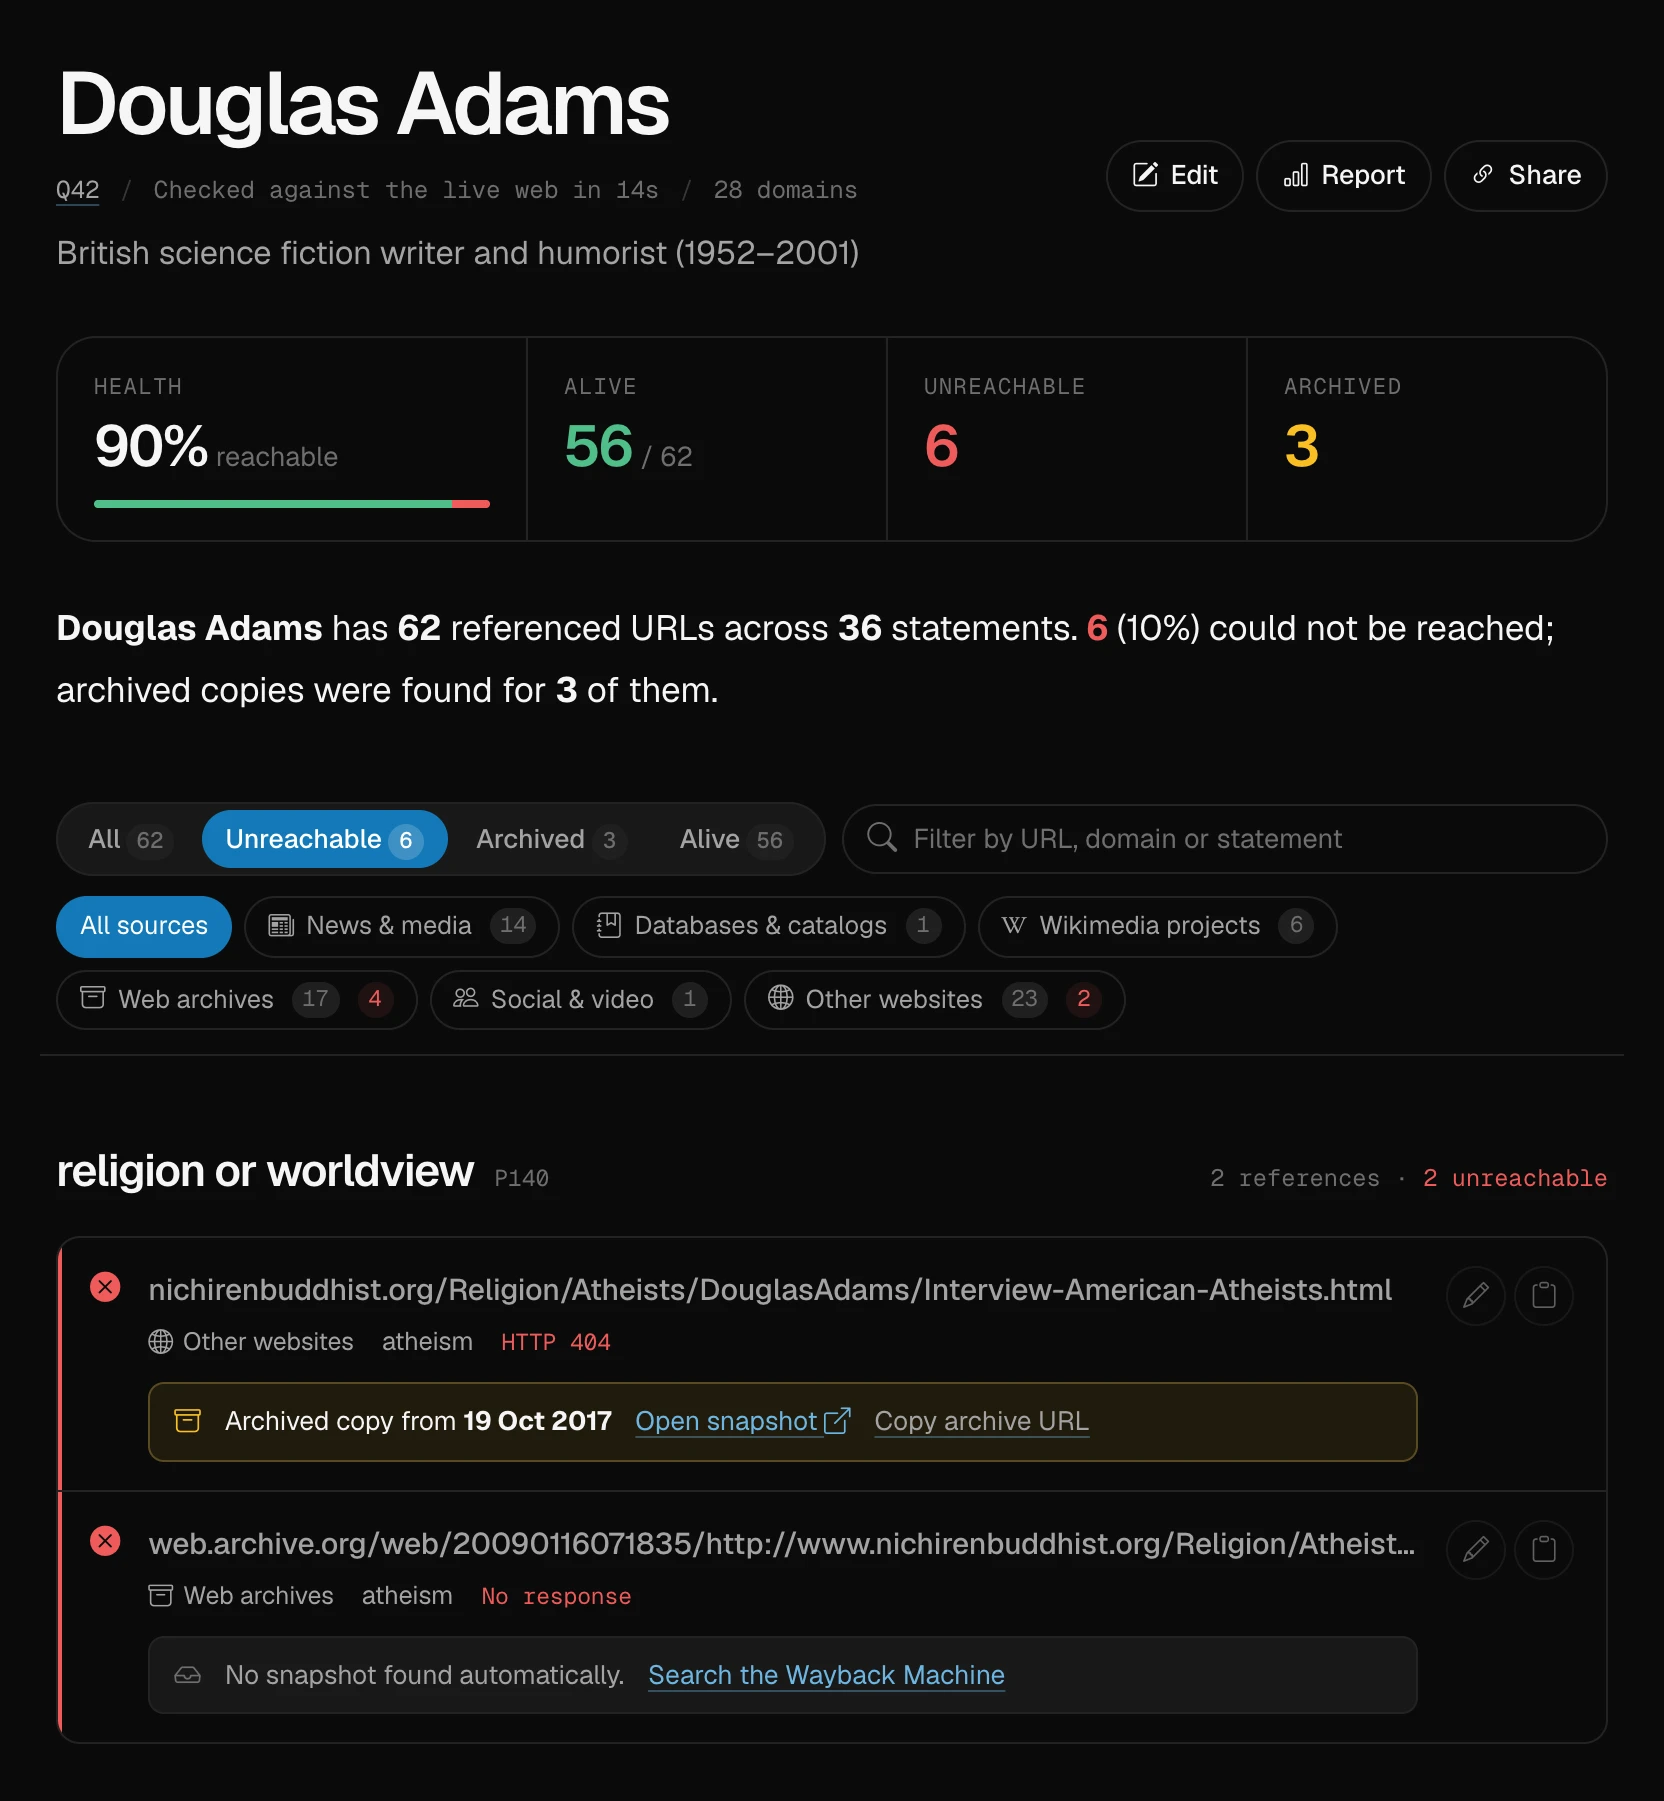 Douglas Adams
Q42 / Checked against the live web in 14s / 28 domains
Edit
Report
Share
British science fiction writer and humorist (1952–2001)
HEALTH
90% reachable
ALIVE
56 / 62
UNREACHABLE
6
ARCHIVED
3
Douglas Adams has 62 referenced URLs across 36 statements. 6 (10%) could not be reached;
archived copies were found for 3 of them.
All 62
Unreachable 6
Archived 3
Alive 56
Filter by URL, domain or statement
All sources
News & media 14
Databases & catalogs 1
Wikimedia projects 6
Web archives 17 4
Social & video 1
Other websites 23 2
religion or worldview P140
2 references · 2 unreachable
nichirenbuddhist.org/Religion/Atheists/DouglasAdams/Interview-American-Atheists.html
Other websites atheism HTTP 404
Archived copy from 19 Oct 2017 Open snapshot Copy archive URL
web.archive.org/web/20090116071835/http://www.nichirenbuddhist.org/Religion/Atheist...
Web archives atheism No response
No snapshot found automatically. Search the Wayback Machine